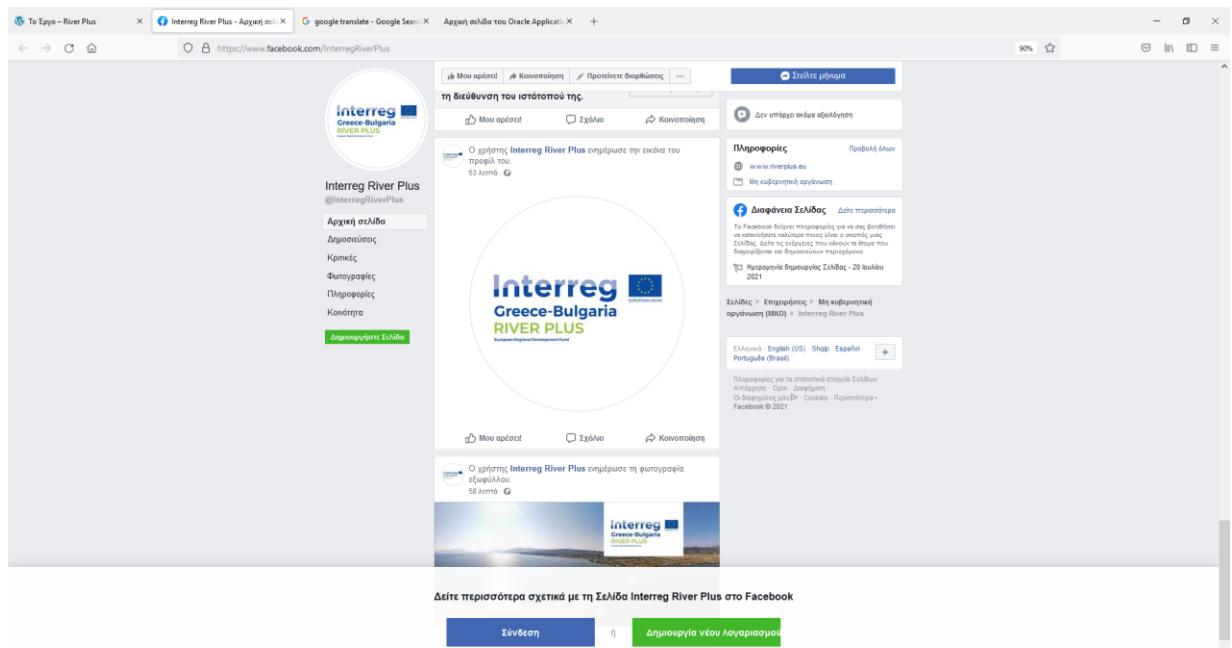 Το Έργο – River Plus
Interreg River Plus - Αρχική σελί
google translate - Google Search
Αρχική σελίδα του Oracle Applicatic
https://www.facebook.com/InterregRiverPlus
90%
Interreg
Greece-Bulgaria
RIVER PLUS
Interreg River Plus
@InterregRiverPlus
Αρχική σελίδα
Δημοσιεύσεις
Κριτικές
Φωτογραφίες
Πληροφορίες
Κοινότητα
Δημιουργήστε Σελίδα
Μου αρέσει! Κοινοποίηση Προτείνετε διορθώσεις ...
τη διεύθυνση του ιστότοπού της.
Μου αρέσει! Σχόλιο Κοινοποίηση
Ο χρήστης Interreg River Plus ενημέρωσε την εικόνα του
προφίλ του.
53 λεπτά ·
Interreg
EUROPEAN UNION
Greece-Bulgaria
RIVER PLUS
European Regional Development Fund
Μου αρέσει! Σχόλιο Κοινοποίηση
Ο χρήστης Interreg River Plus ενημέρωσε τη φωτογραφία
εξωφύλλου.
58 λεπτά ·
Interreg
Greece-Bulgaria
RIVER PLUS
Στείλτε μήνυμα
Δεν υπάρχο ακόμα αξιολόγηση
Πληροφορίες Προβολή όλων
www.riverplus.eu
Μη κυβερνητική οργάνωση
Διαφάνεια Σελίδας Δείτε περισσότερα
Το Facebook δείχνει πληροφορίες για να σας βοηθήσει
να κατανοήσετε καλύτερα ποιος είναι ο σκοπός μιας
Σελίδας. Δείτε τις ενέργειες που κάνουν τα άτομα που
διαχειρίζονται και δημοσιεύουν περιεχόμενο.
Ημερομηνία δημιουργίας Σελίδας - 20 Ιουλίου
2021
Σελίδες > Επιχειρήσεις > Μη κυβερνητική
οργάνωση (ΜΚΟ) > Interreg River Plus
Ελληνικά · English (US) · Shqip · Español ·
Português (Brasil)
Πληροφορίες για τα στατιστικά στοιχεία Σελίδων
Απόρρητο · Όροι · Διαφήμιση ·
Οι διαφημίσεις μου · Cookies · Περισσότερα
Facebook © 2021
Δείτε περισσότερα σχετικά με τη Σελίδα Interreg River Plus στο Facebook
Σύνδεση ή Δημιουργία νέου λογαριασμού